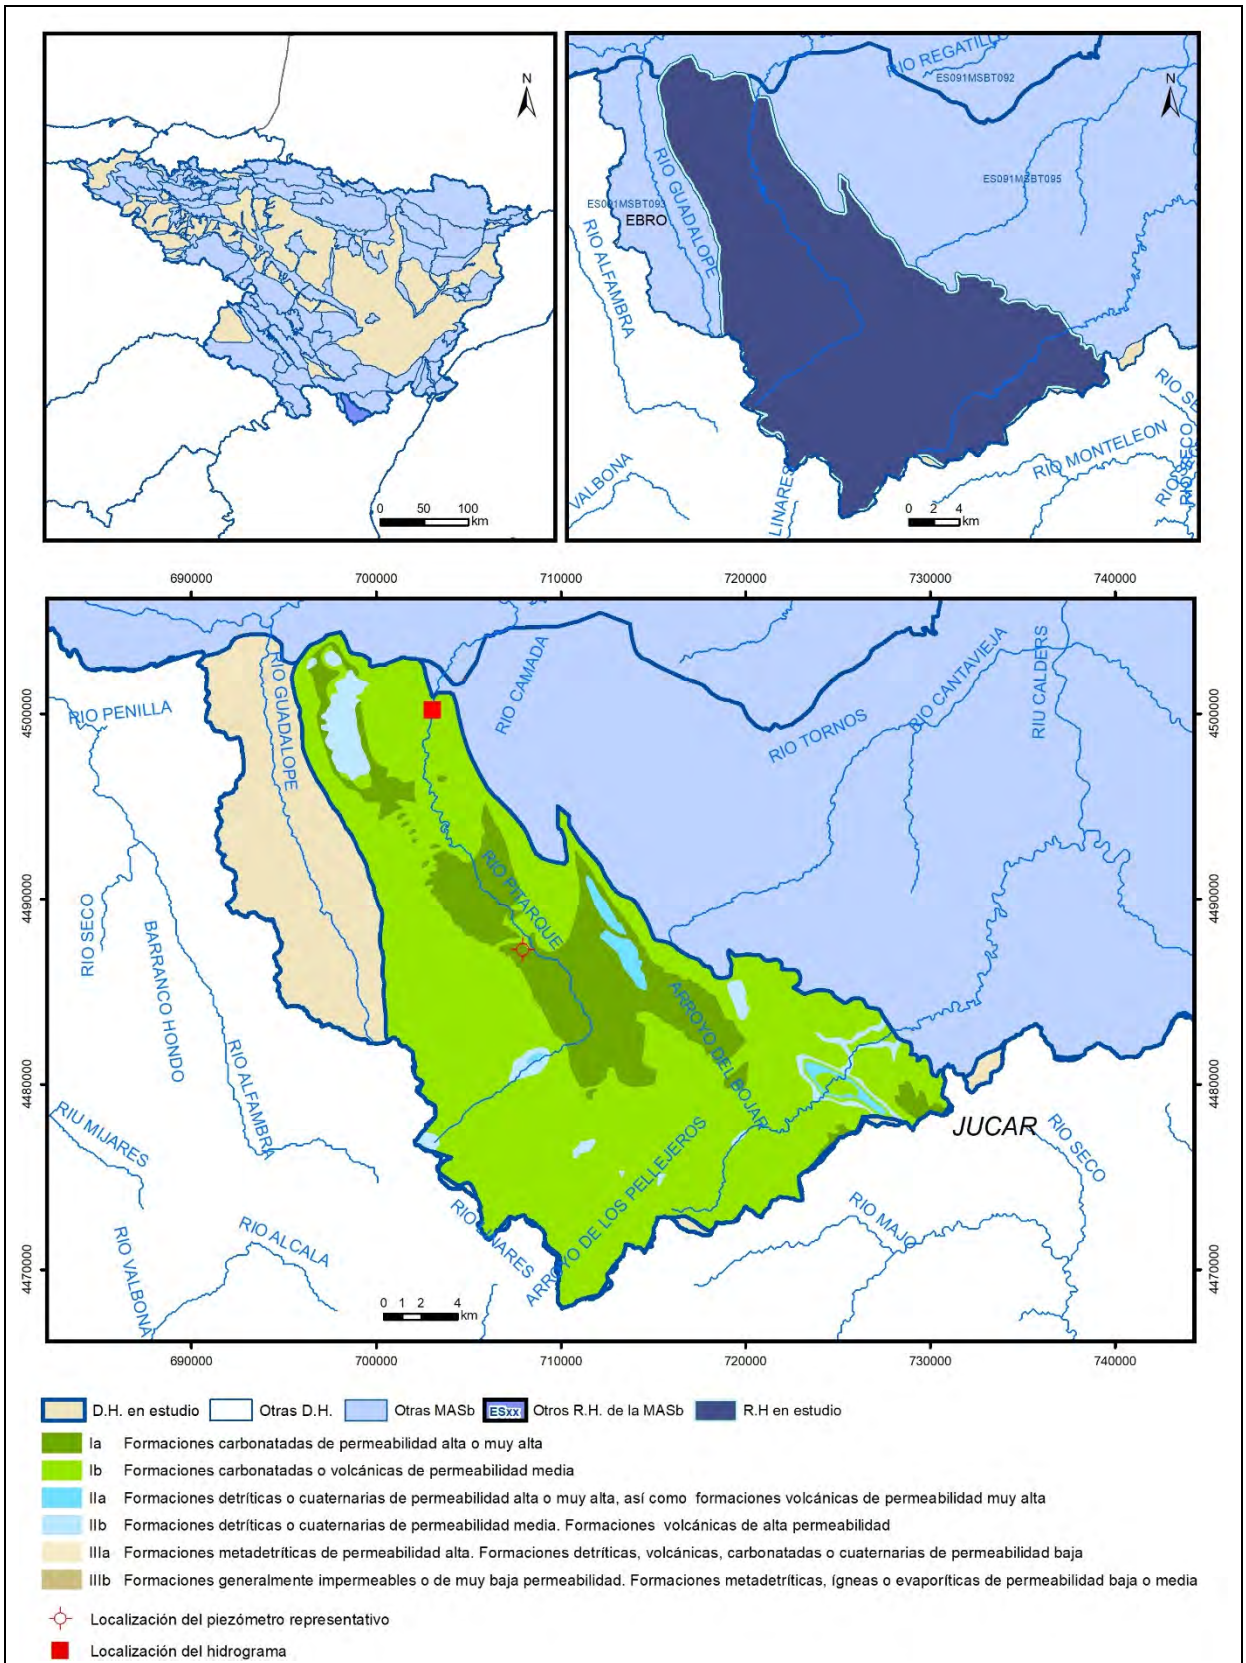 N
0 50 100
km
RIO REGATILLO
ES091MSBT092
N
RIO GUADALOPE
ES091MSBT095
ES091MSBT093
EBRO
RIO ALFAMBRA
VALBONA
LINARES
RIO MONTELEON
RIO SECO
0 2 4
km
690000 700000 710000 720000 730000 740000
4500000
4490000
4480000
4470000
RIO PENILLA
RIO GUADALOPE
RIO CAMADA
RIO TORNOS
RIO CANTAVIEJA
RIU CALDERS
4500000
4490000
4480000
4470000
RIO SECO
BARRANCO HONDO
RIO PITARQUE
RIO ALFAMBRA
ARROYO DEL BOJAR
RIU MIJARES
JUCAR
RIO SECO
RIO VALBONA
RIO ALCALA
RIO LINARES
ARROYO DE LOS PELLEJEROS
RIO MAJO
0 1 2 4
km
690000 700000 710000 720000 730000 740000
D.H. en estudio Otras D.H. Otras MASb ESxx Otros R.H. de la MASb R.H en estudio
Ia Formaciones carbonatadas de permeabilidad alta o muy alta
Ib Formaciones carbonatadas o volcánicas de permeabilidad media
IIa Formaciones detríticas o cuaternarias de permeabilidad alta o muy alta, así como formaciones volcánicas de permeabilidad muy alta
IIb Formaciones detríticas o cuaternarias de permeabilidad media. Formaciones volcánicas de alta permeabilidad
IIIa Formaciones metadetríticas de permeabilidad alta. Formaciones detríticas, volcánicas, carbonatadas o cuaternarias de permeabilidad baja
IIIb Formaciones generalmente impermeables o de muy baja permeabilidad. Formaciones metadetríticas, ígneas o evaporíticas de permeabilidad baja o media
Localización del piezómetro representativo
Localización del hidrograma